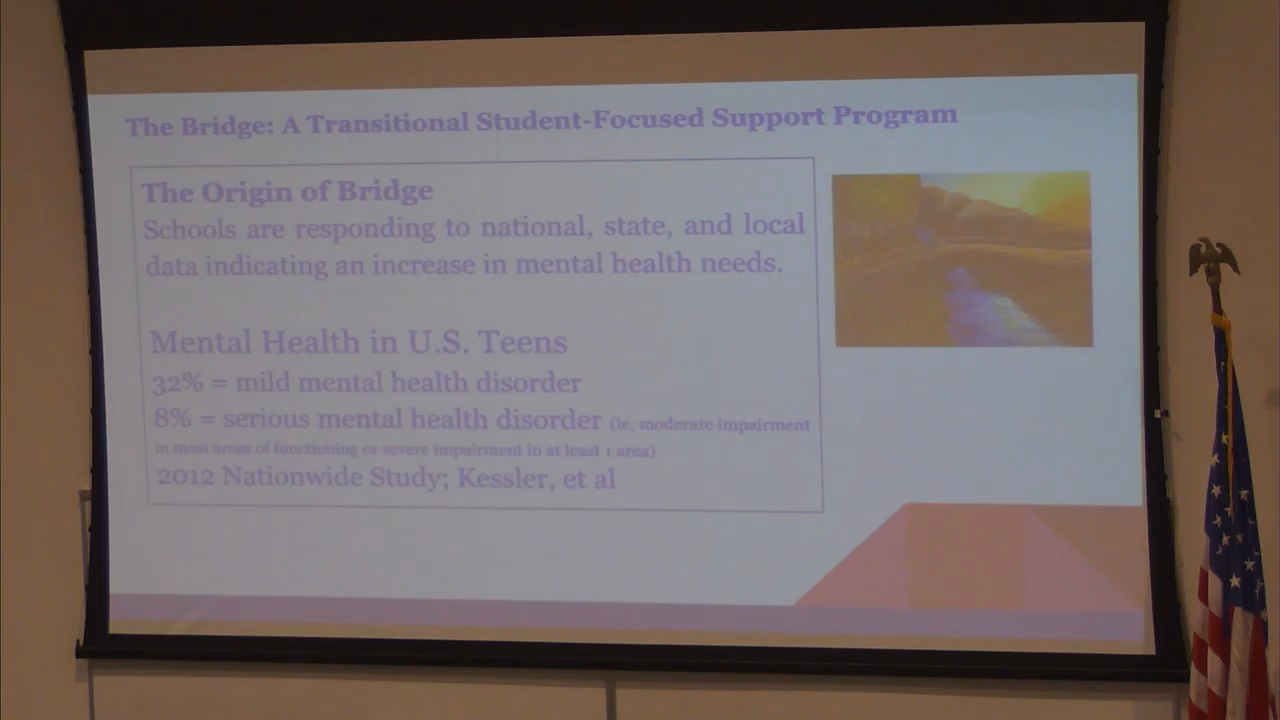 The Bridge: A Transitional Student-Focused Support Program
The Origin of Bridge
Schools are responding to national, state, and local
data indicating an increase in mental health needs.
Mental Health in U.S. Teens
32% = mild mental health disorder
8% = serious mental health disorder (ie, moderate impairment
in most areas of functioning or severe impairment in at least 1 area)
2012 Nationwide Study; Kessler, et al